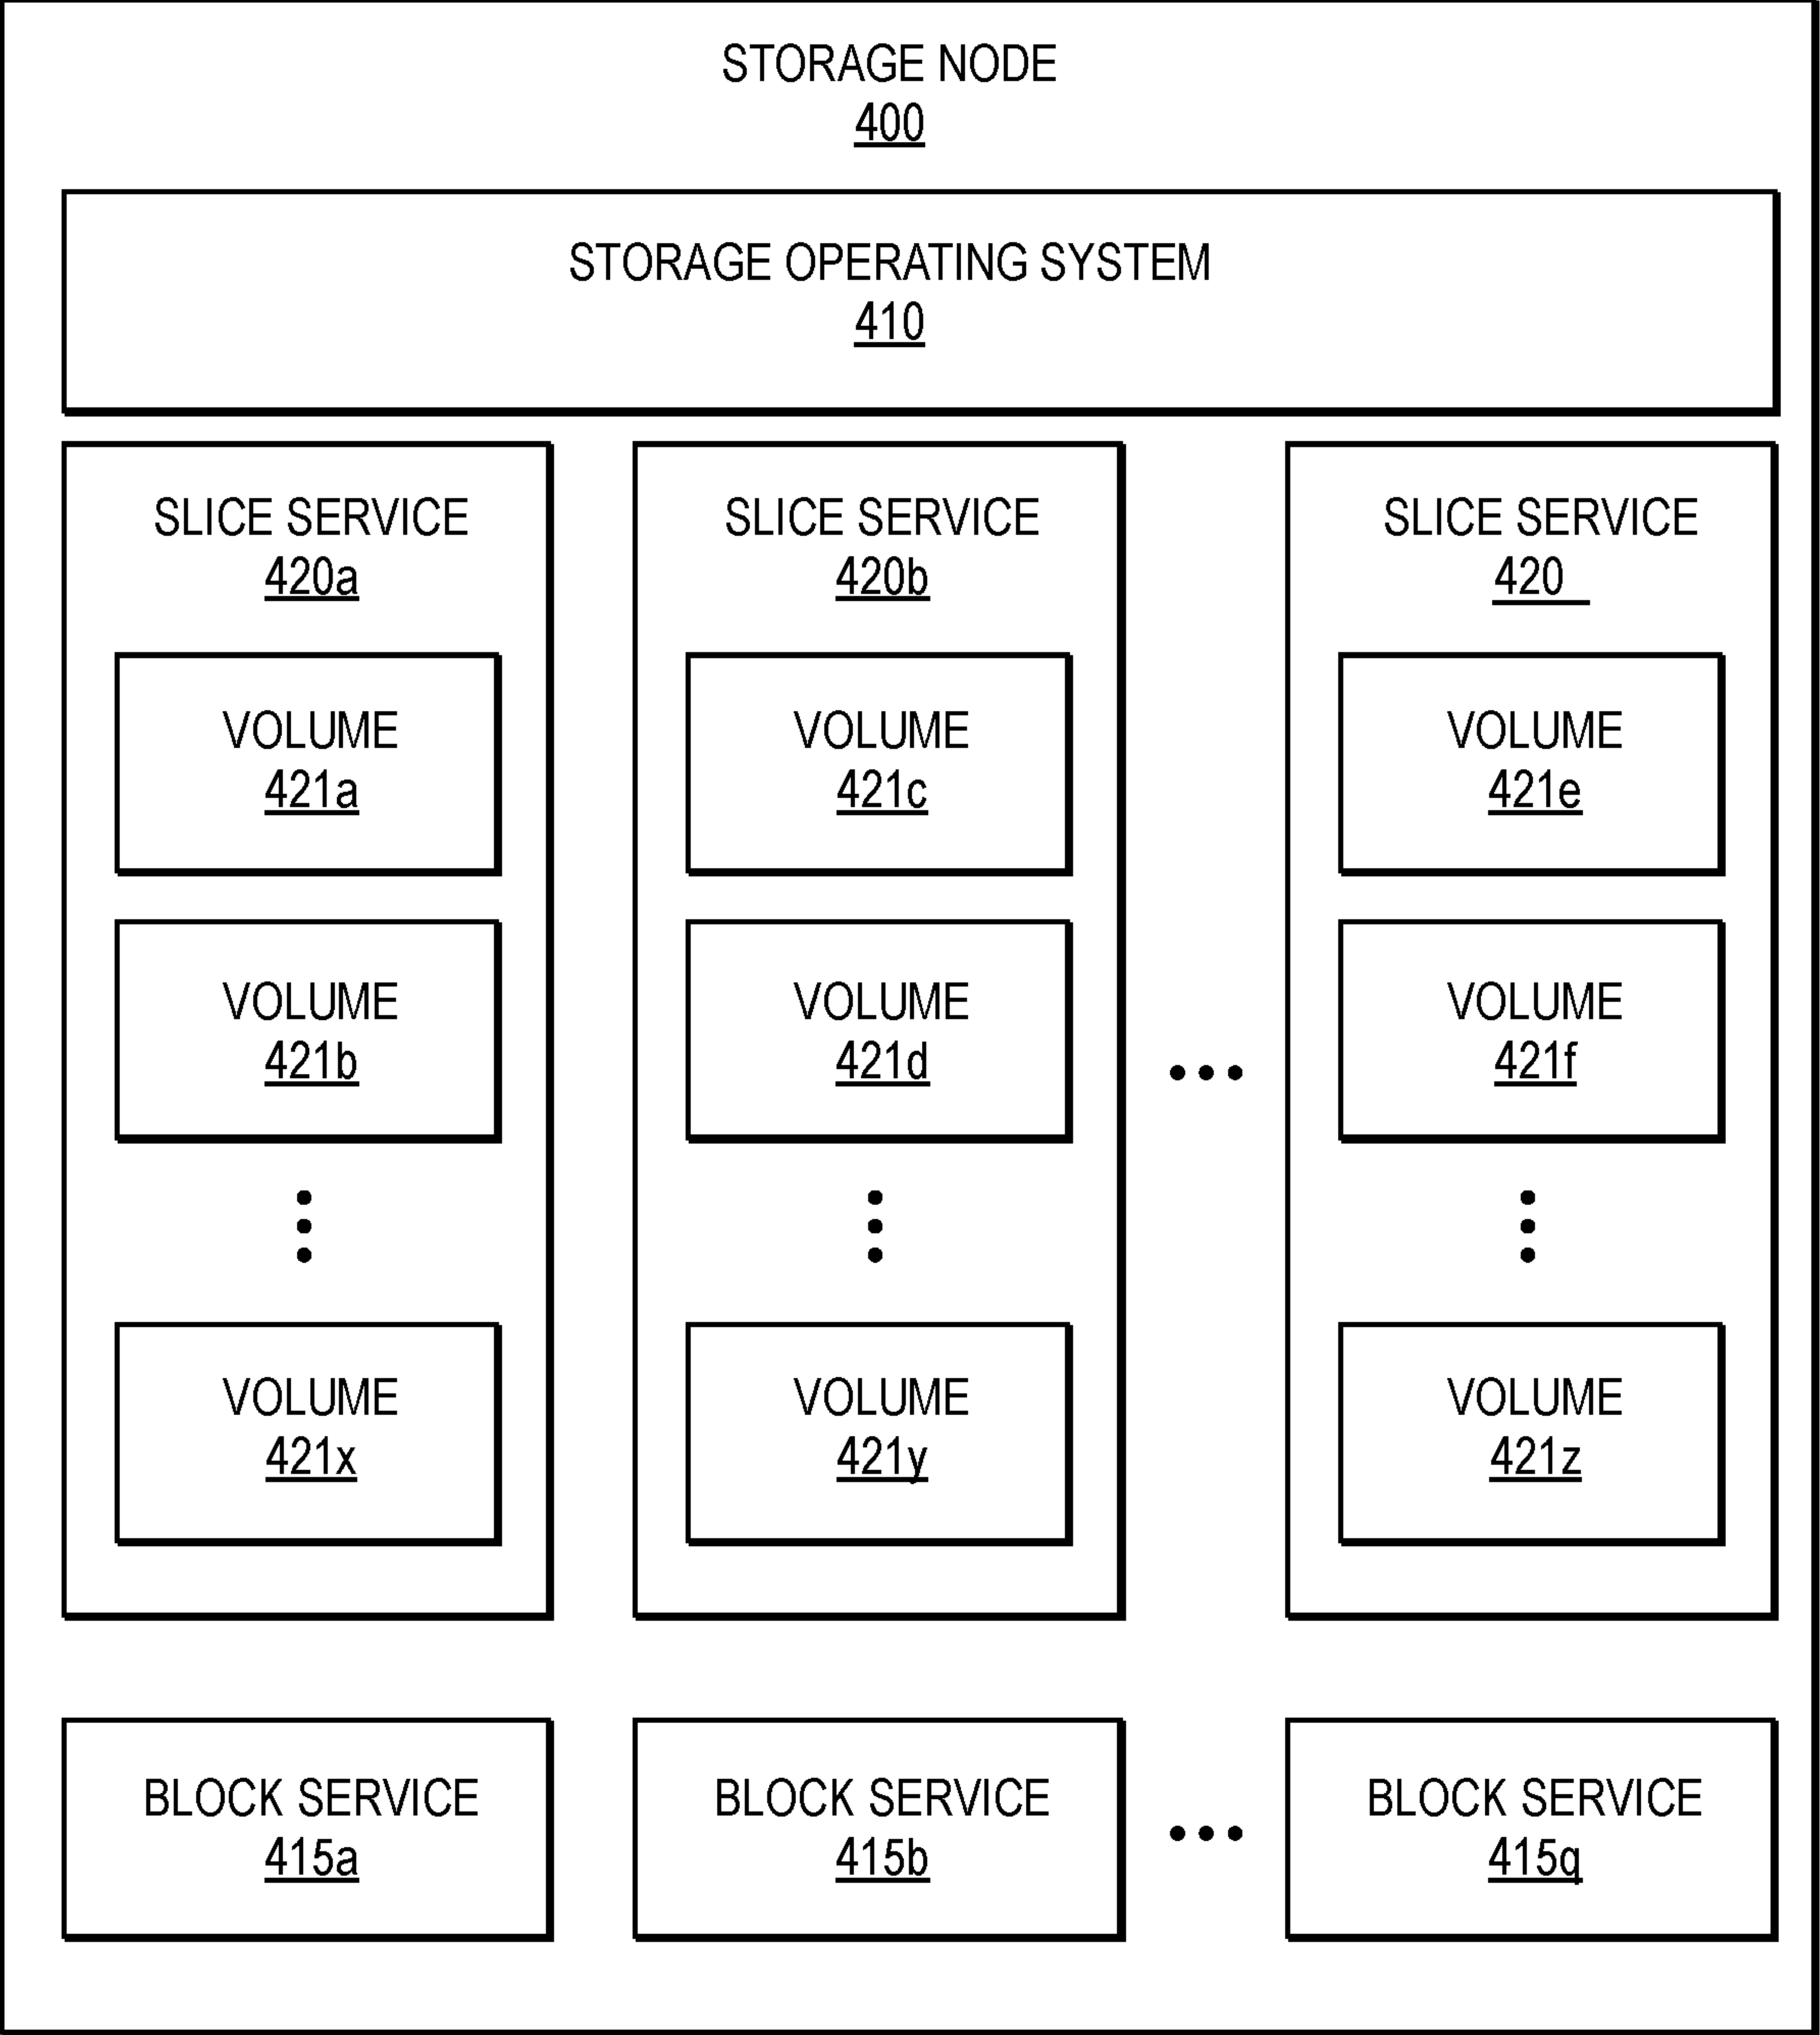 STORAGE NODE
400
STORAGE OPERATING SYSTEM
410
SLICE SERVICE
420a
VOLUME
421a
VOLUME
421b
VOLUME
421x
SLICE SERVICE
420b
VOLUME
421c
VOLUME
421d
VOLUME
421y
SLICE SERVICE
420
VOLUME
421e
VOLUME
421f
VOLUME
421z
BLOCK SERVICE
415a
BLOCK SERVICE
415b
BLOCK SERVICE
415q